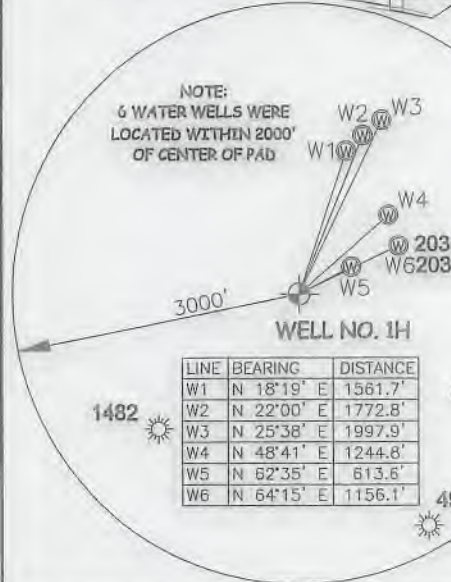 NOTE:
6 WATER WELLS WERE
LOCATED WITHIN 2000'
OF CENTER OF PAD
W1
W2
W3
W4
203
W6 203
W5
3000'
WELL NO. 1H
LINE BEARING DISTANCE
W1 N 18°19' E 1561.7'
W2 N 22°00' E 1772.8'
W3 N 25°38' E 1997.9'
W4 N 48°41' E 1244.8'
W5 N 62°35' E 613.6'
W6 N 64°15' E 1156.1'
1482
49